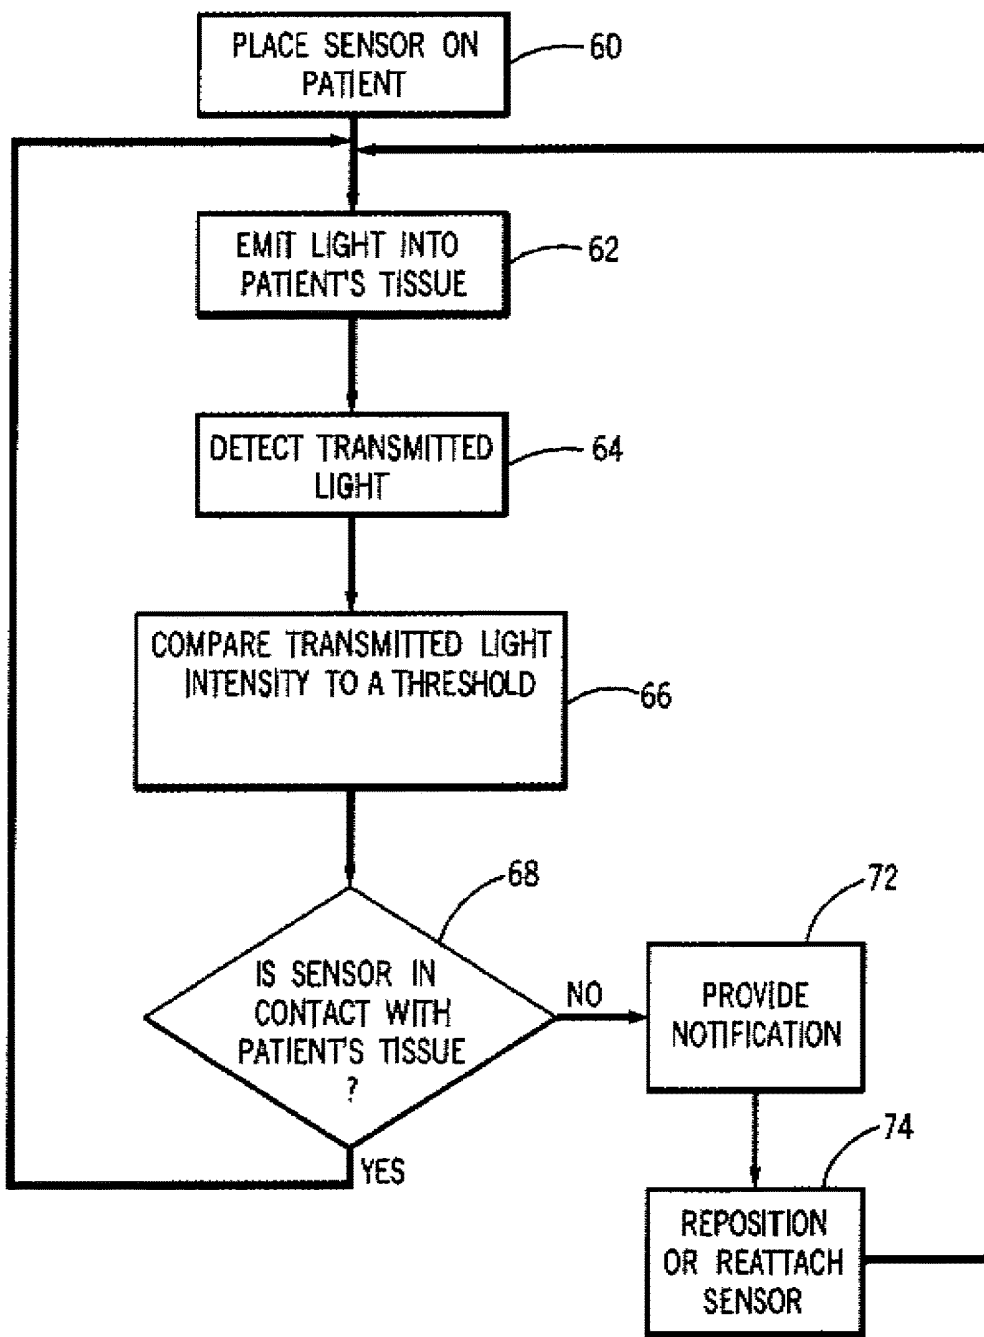 PLACE SENSOR ON
PATIENT
60
EMIT LIGHT INTO
PATIENT'S TISSUE
62
DETECT TRANSMITTED
LIGHT
64
COMPARE TRANSMITTED LIGHT
INTENSITY TO A THRESHOLD
66
68
IS SENSOR IN
CONTACT WITH
PATIENT'S TISSUE
?
NO
YES
72
PROVIDE
NOTIFICATION
74
REPOSITION
OR REATTACH
SENSOR